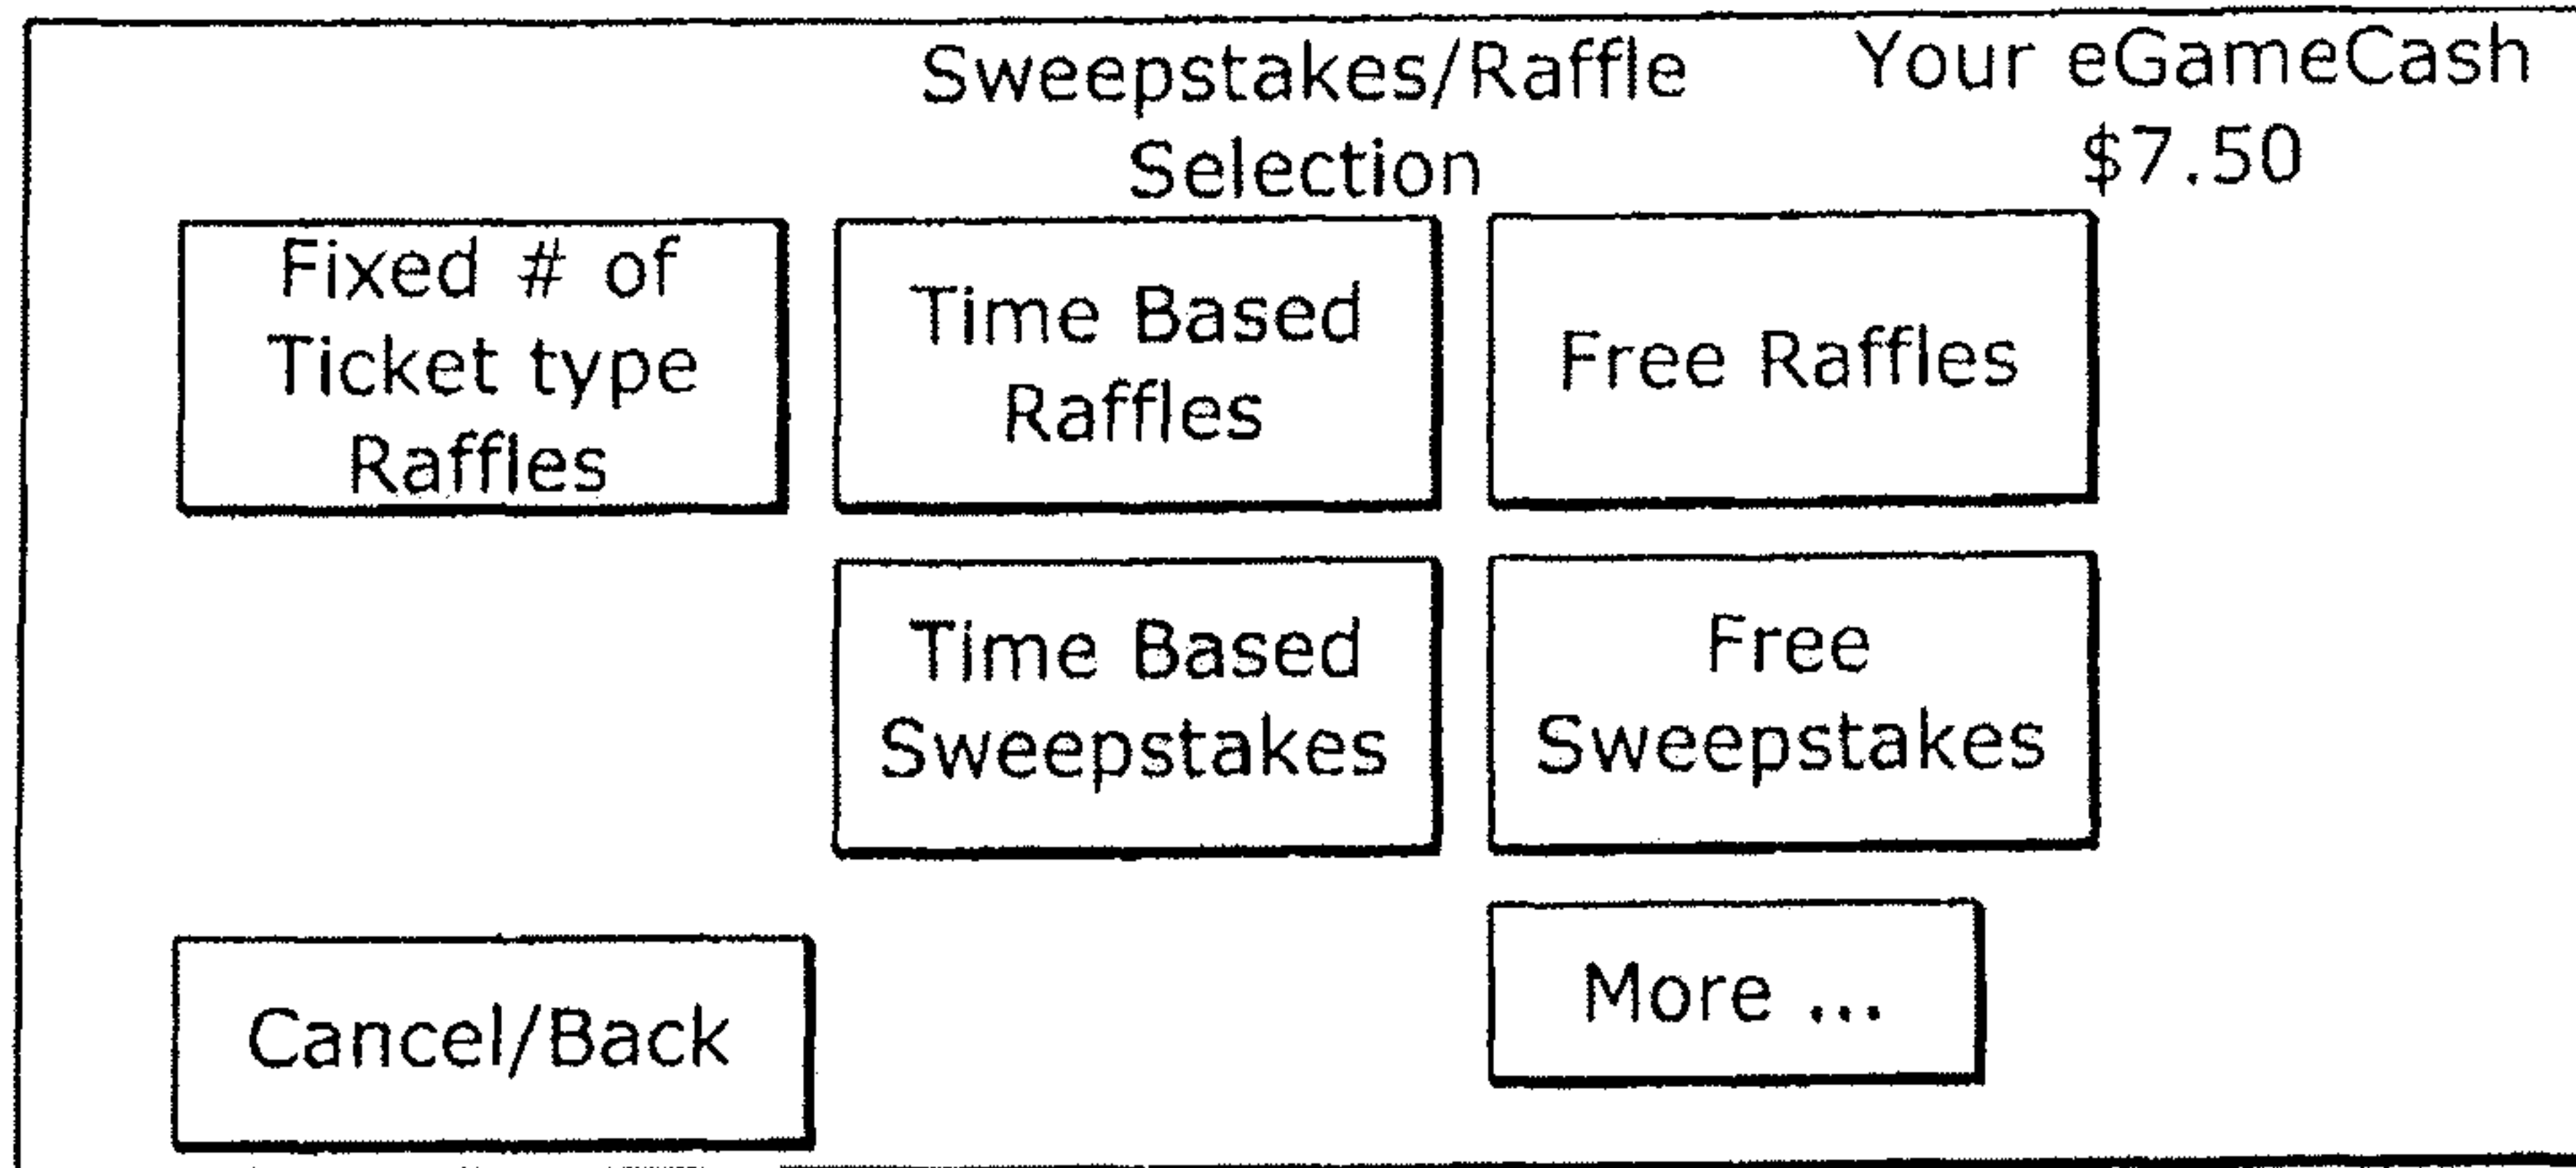 Sweepstakes/Raffle
Selection
Your eGameCash
$7.50
Fixed # of
Ticket type
Raffles
Time Based
Raffles
Free Raffles
Time Based
Sweepstakes
Free
Sweepstakes
Cancel/Back
More ...